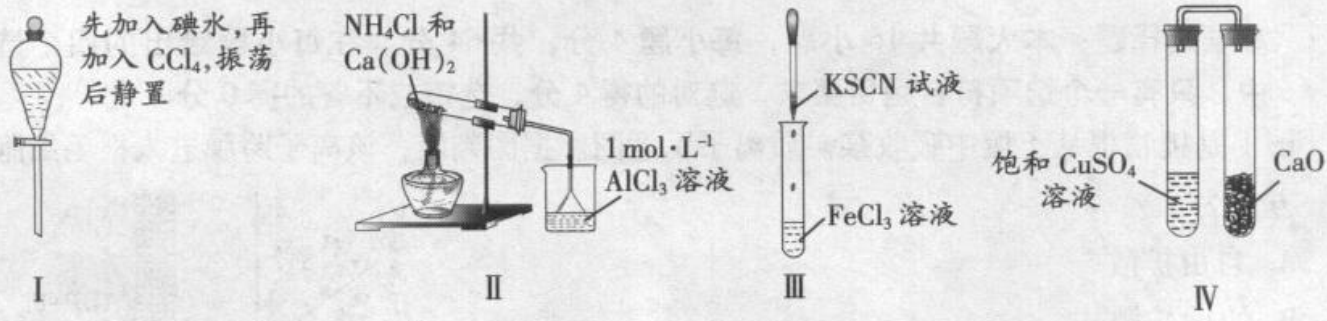 先加入碘水,再
加入 CCl₄,振荡
后静置
I
NH₄Cl 和
Ca(OH)₂
1mol·L⁻¹
AlCl₃ 溶液
II
KSCN 试液
FeCl₃ 溶液
III
饱和 CuSO₄
溶液
CaO
IV